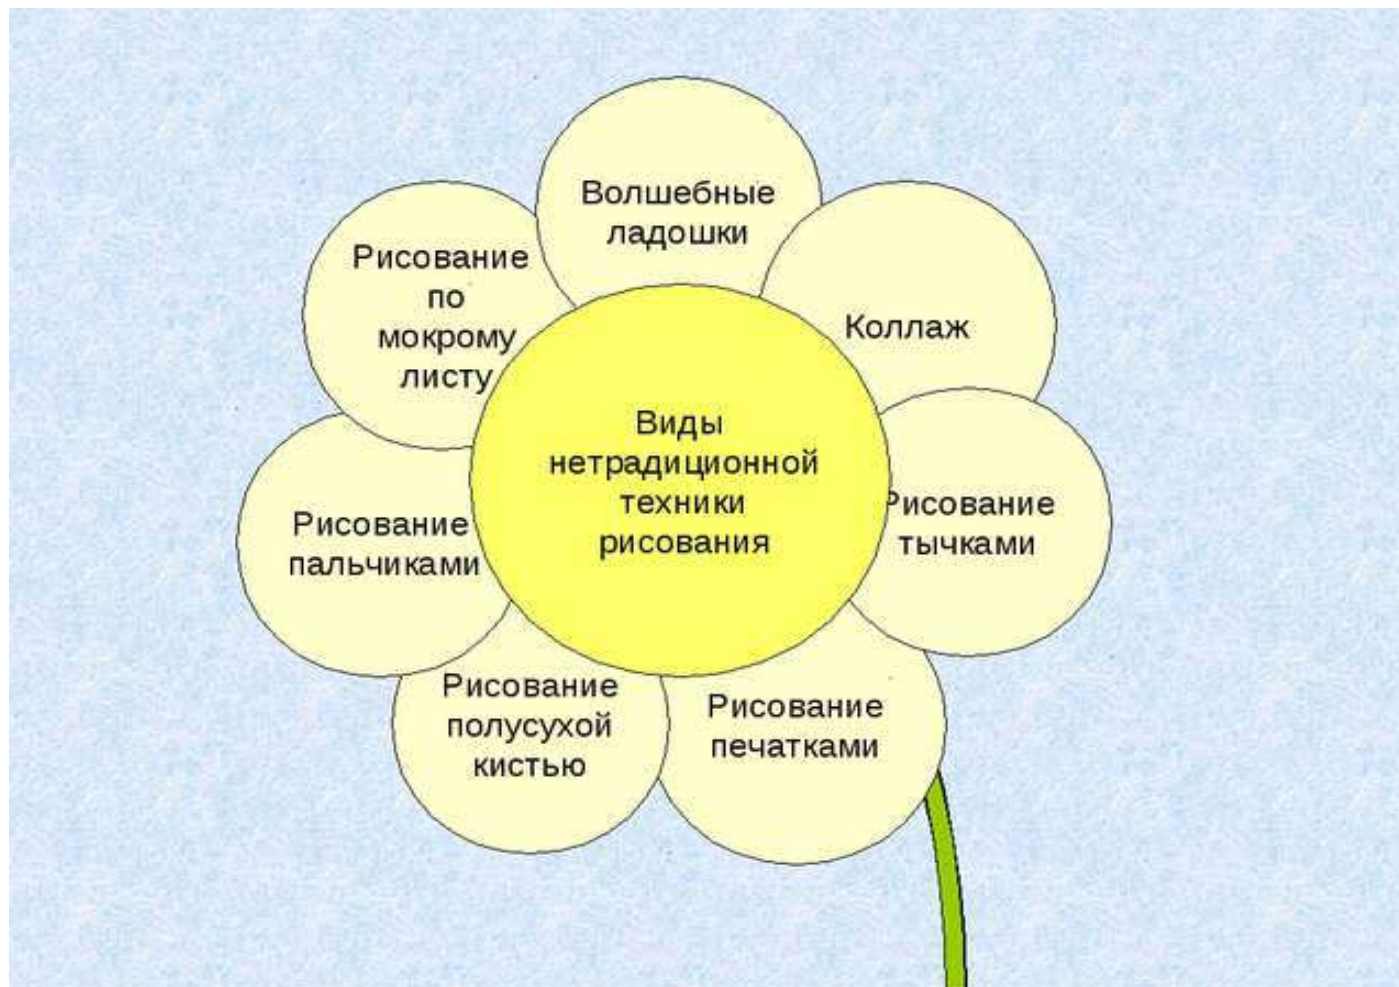 Волшебные
ладошки
Рисование
по
мокрому
листу
Коллаж
Виды
нетрадиционной
техники
рисования
Рисование
тычками
Рисование
пальчиками
Рисование
полусухой
кистью
Рисование
печатками